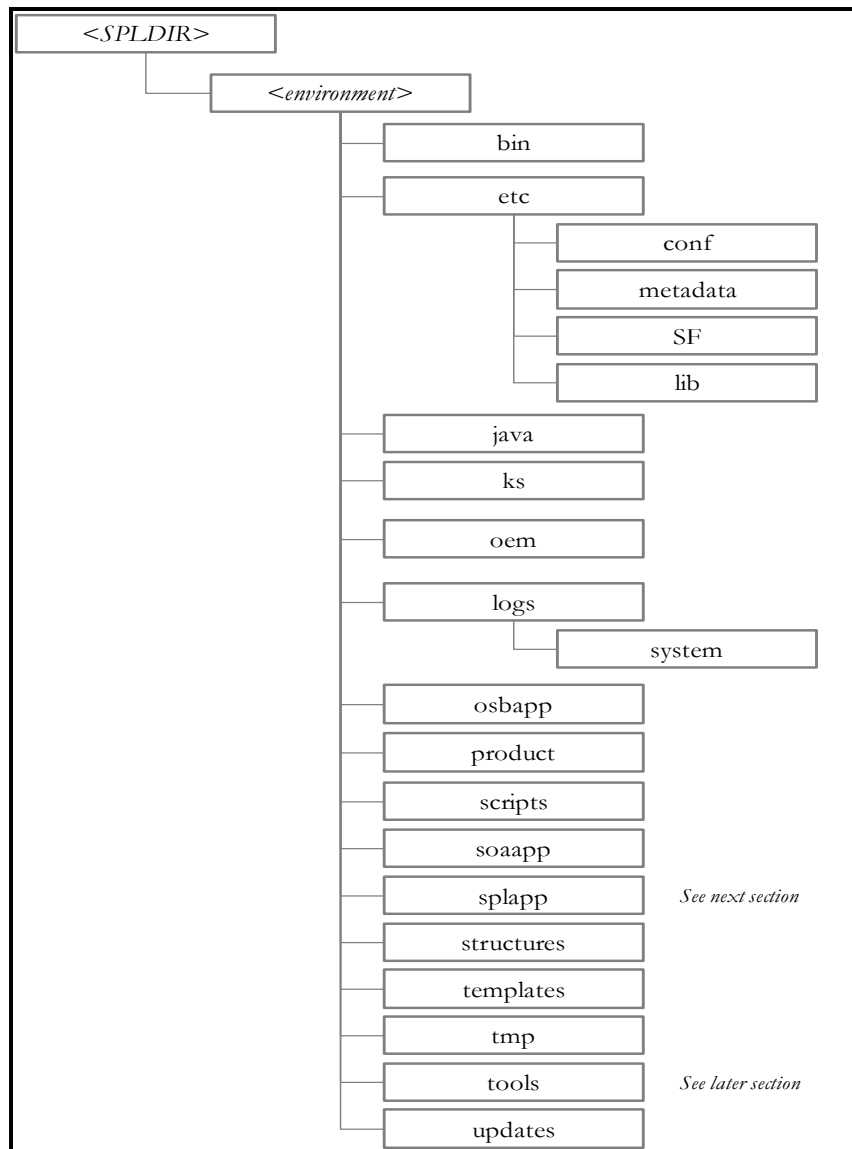 <SPLDIR>
<environment>
bin
etc
conf
metadata
SF
lib
java
ks
oem
logs
system
osbapp
product
scripts
soaapp
splapp See next section
structures
templates
tmp
tools See later section
updates